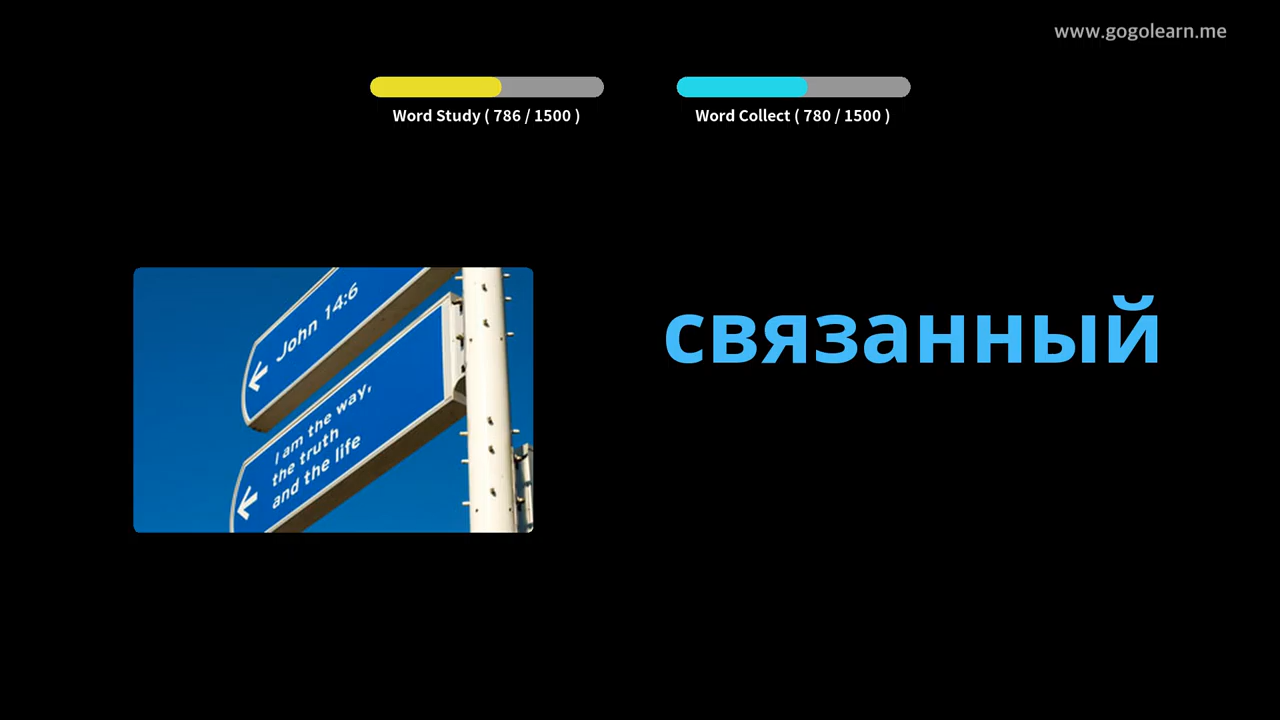 www.gogolearn.me
Word Study ( 786 / 1500 )
Word Collect ( 780 / 1500 )
John 14:6
I am the way,
the truth
and the life
связанный